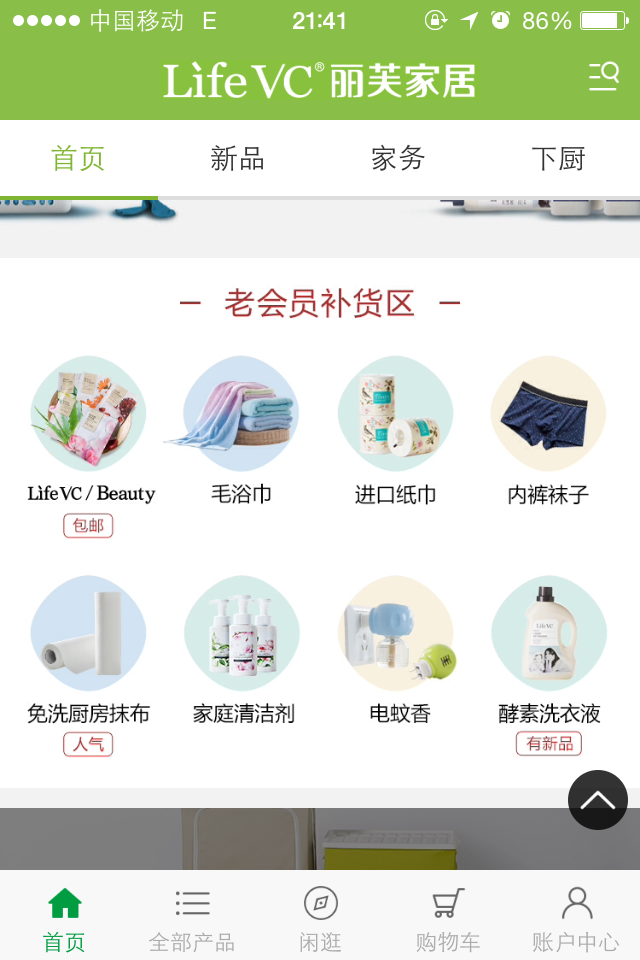 中国移动 E 21:41 86%
LifeVC® 丽芙家居
首页 新品 家务 下厨
老会员补货区
LifeVC / Beauty 毛浴巾 进口纸巾 内裤袜子
包邮
LifeVC
免洗厨房抹布 家庭清洁剂 电蚊香 酵素洗衣液
人气 有新品
首页 全部产品 闲逛 购物车 账户中心